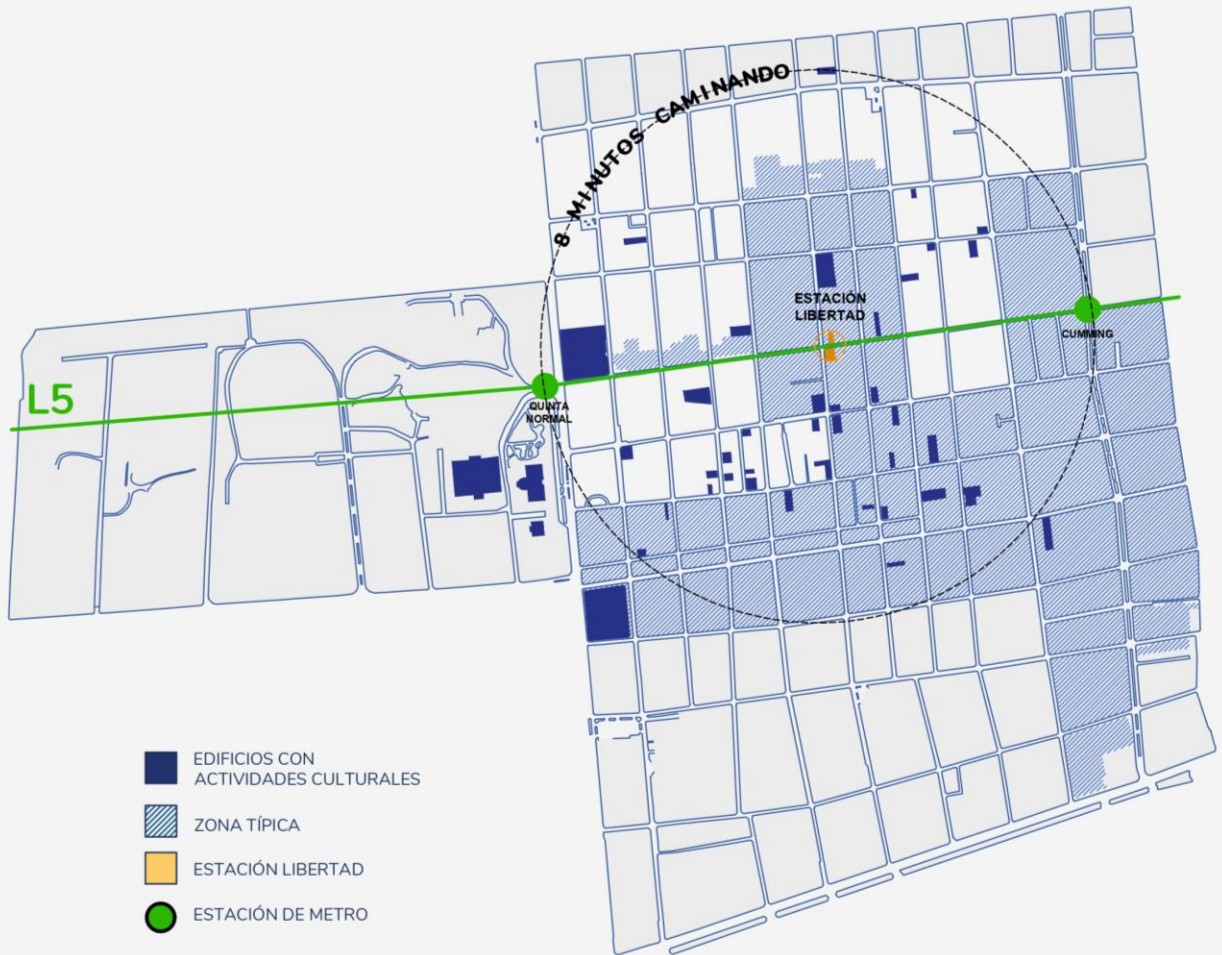 8 MINUTOS CAMINANDO
ESTACIÓN
LIBERTAD
CUMMING
L5
QUINTA
NORMAL
EDIFICIOS CON
ACTIVIDADES CULTURALES
ZONA TÍPICA
ESTACIÓN LIBERTAD
ESTACIÓN DE METRO